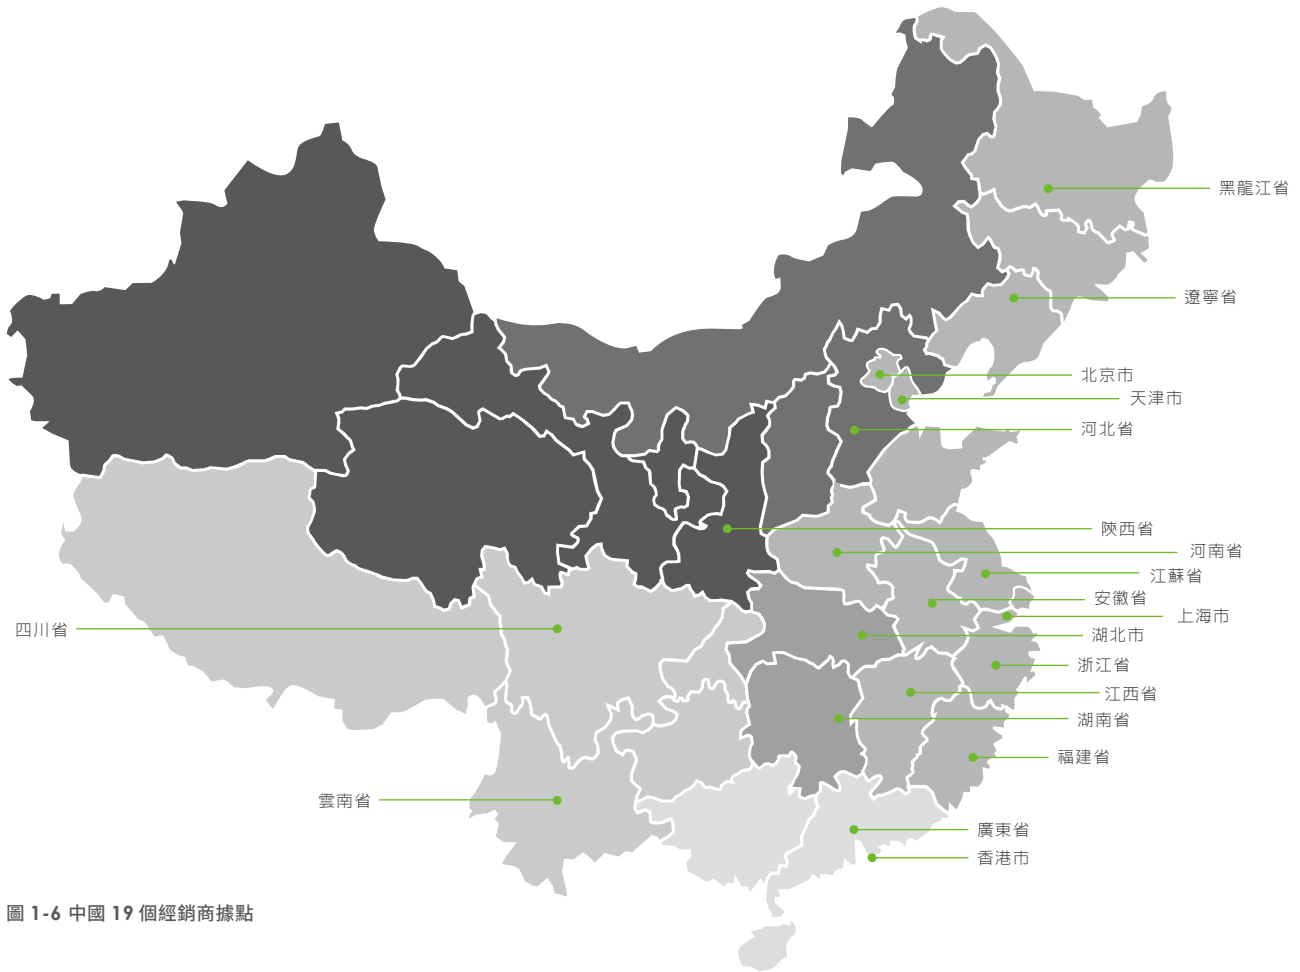 黑龍江省
遼寧省
北京市
天津市
河北省
陝西省
河南省
江蘇省
安徽省
上海市
四川省
湖北市
浙江省
江西省
湖南省
福建省
雲南省
廣東省
香港市
圖 1-6 中國 19 個經銷商據點